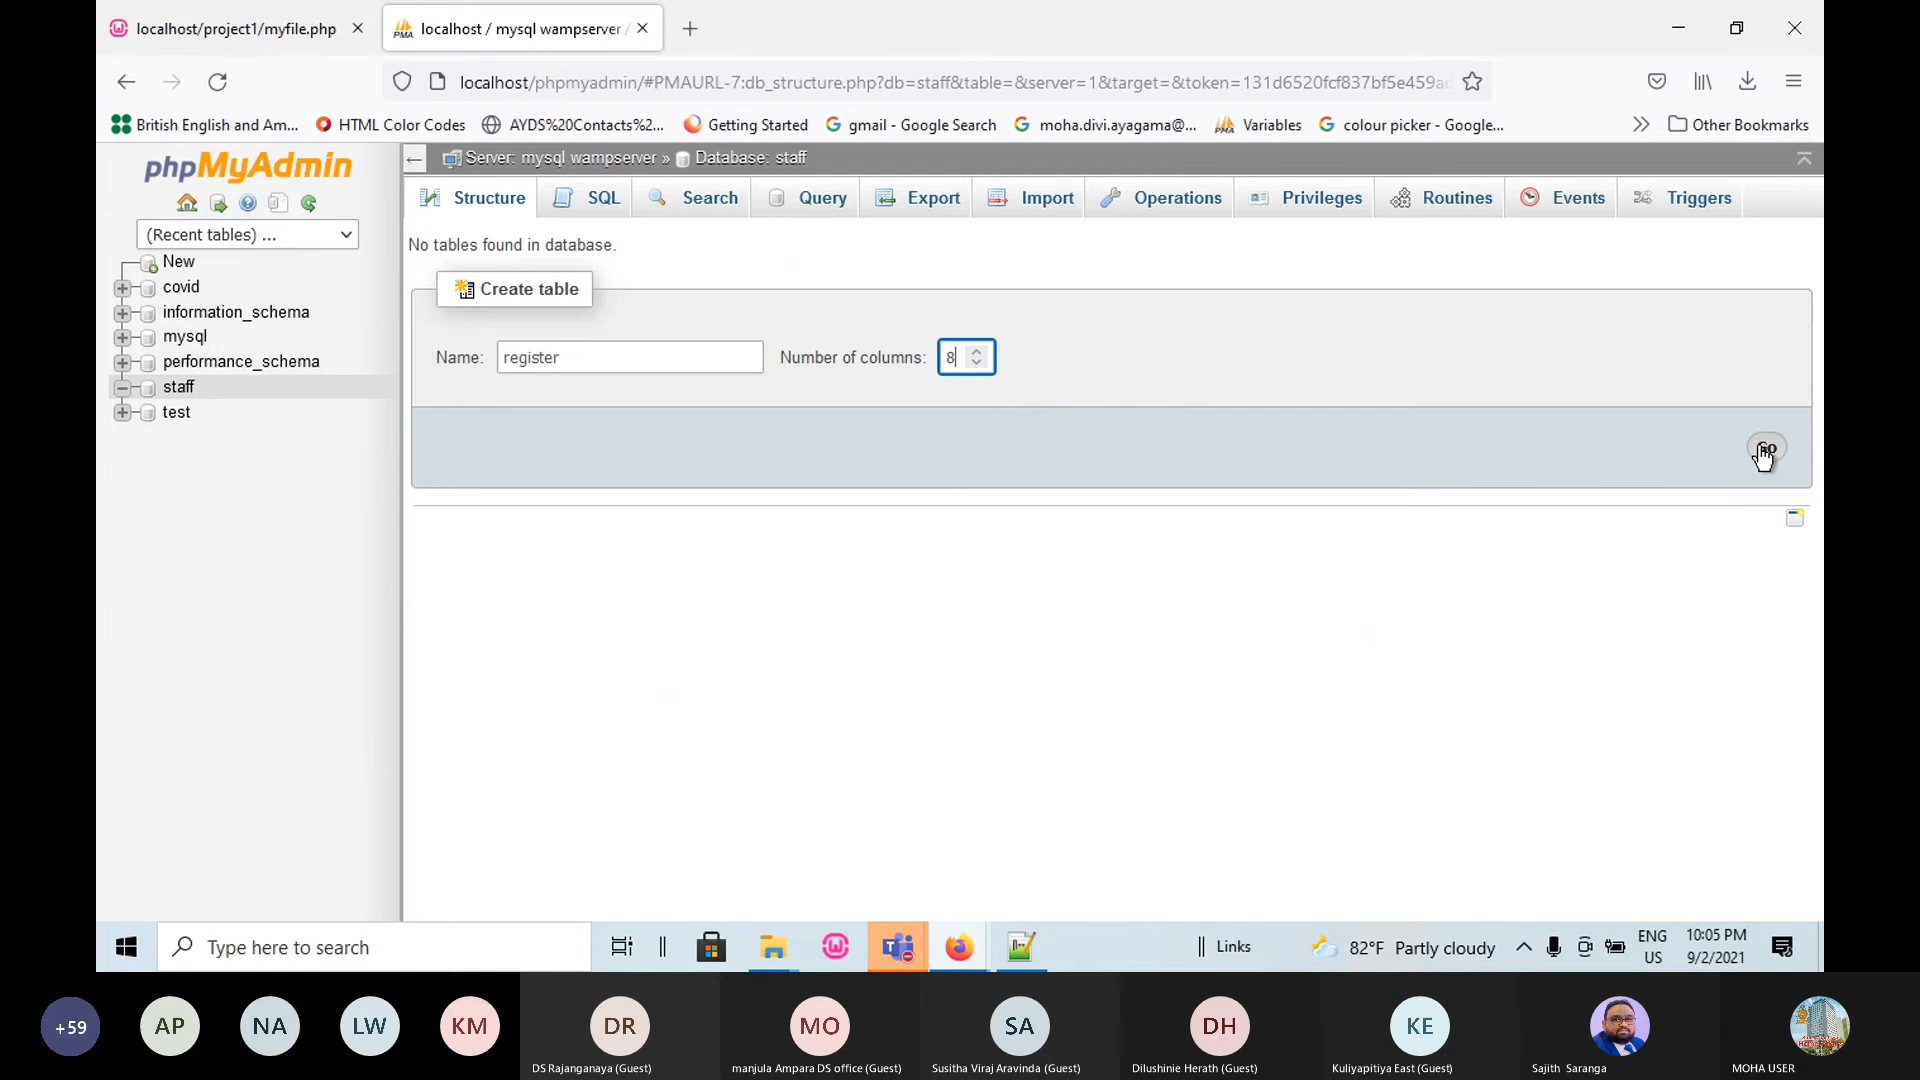 localhost/project1/myfile.php
localhost / mysql wampserver /
localhost/phpmyadmin/#PMAURL-7:db_structure.php?db=staff&table=&server=1&target=&token=131d6520fcf837bf5e459a
British English and Am...
HTML Color Codes
AYDS%20Contacts%2...
Getting Started
gmail - Google Search
moha.divi.ayagama@...
Variables
colour picker - Google...
Other Bookmarks
phpMyAdmin
(Recent tables) ...
New
covid
information_schema
mysql
performance_schema
staff
test
Server: mysql wampserver » Database: staff
Structure
SQL
Search
Query
Export
Import
Operations
Privileges
Routines
Events
Triggers
No tables found in database.
Create table
Name: register Number of columns: 8
Go
Type here to search
Links
82°F Partly cloudy
ENG
US
10:05 PM
9/2/2021
+59
AP
NA
LW
KM
DR
MO
SA
DH
KE
DS Rajanganaya (Guest)
manjula Ampara DS office (Guest)
Susitha Viraj Aravinda (Guest)
Dilushinie Herath (Guest)
Kuliyapitiya East (Guest)
Sajith Saranga
MOHA USER